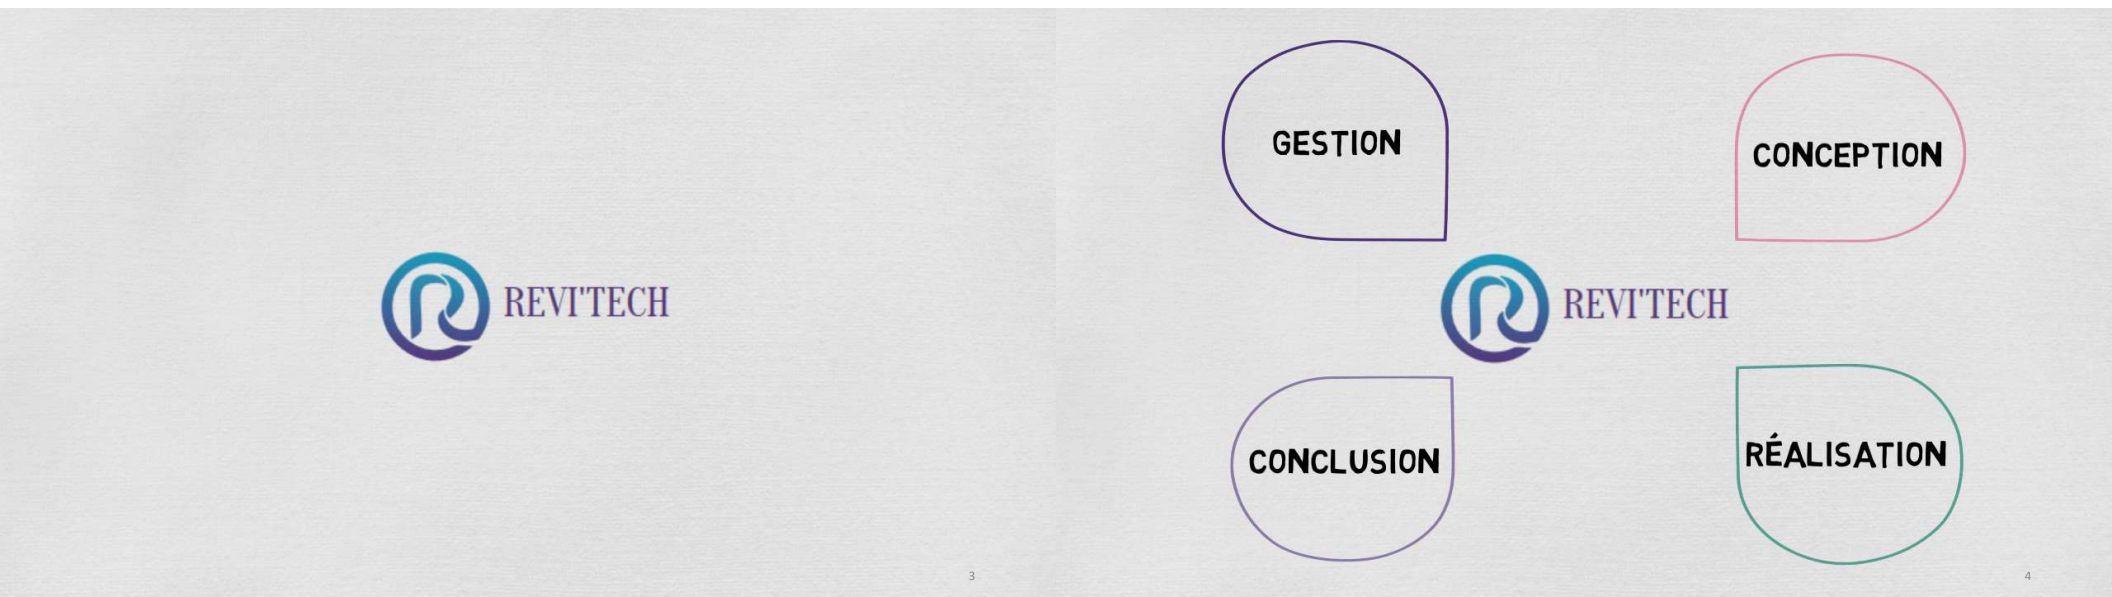 REVI'TECH
3
GESTION
CONCEPTION
REVI'TECH
CONCLUSION
RÉALISATION
4